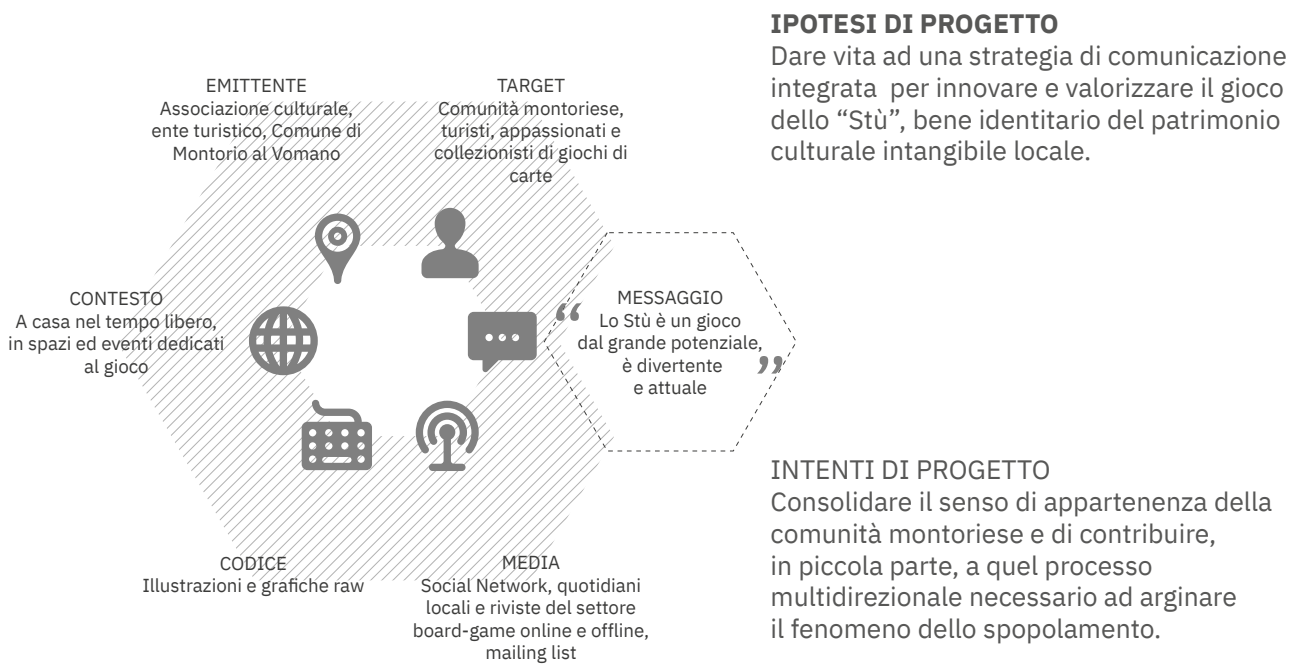 IPOTESI DI PROGETTO
Dare vita ad una strategia di comunicazione
integrata per innovare e valorizzare il gioco
dello “Stù”, bene identitario del patrimonio
culturale intangibile locale.
EMITTENTE
Associazione culturale,
ente turistico, Comune di
Montorio al Vomano
TARGET
Comunità montoriese,
turisti, appassionati e
collezionisti di giochi di
carte
CONTESTO
A casa nel tempo libero,
in spazi ed eventi dedicati
al gioco
“ MESSAGGIO
Lo Stù è un gioco
dal grande potenziale,
è divertente
e attuale ”
CODICE
Illustrazioni e grafiche raw
MEDIA
Social Network, quotidiani
locali e riviste del settore
board-game online e offline,
mailing list
INTENTI DI PROGETTO
Consolidare il senso di appartenenza della
comunità montoriese e di contribuire,
in piccola parte, a quel processo
multidirezionale necessario ad arginare
il fenomeno dello spopolamento.